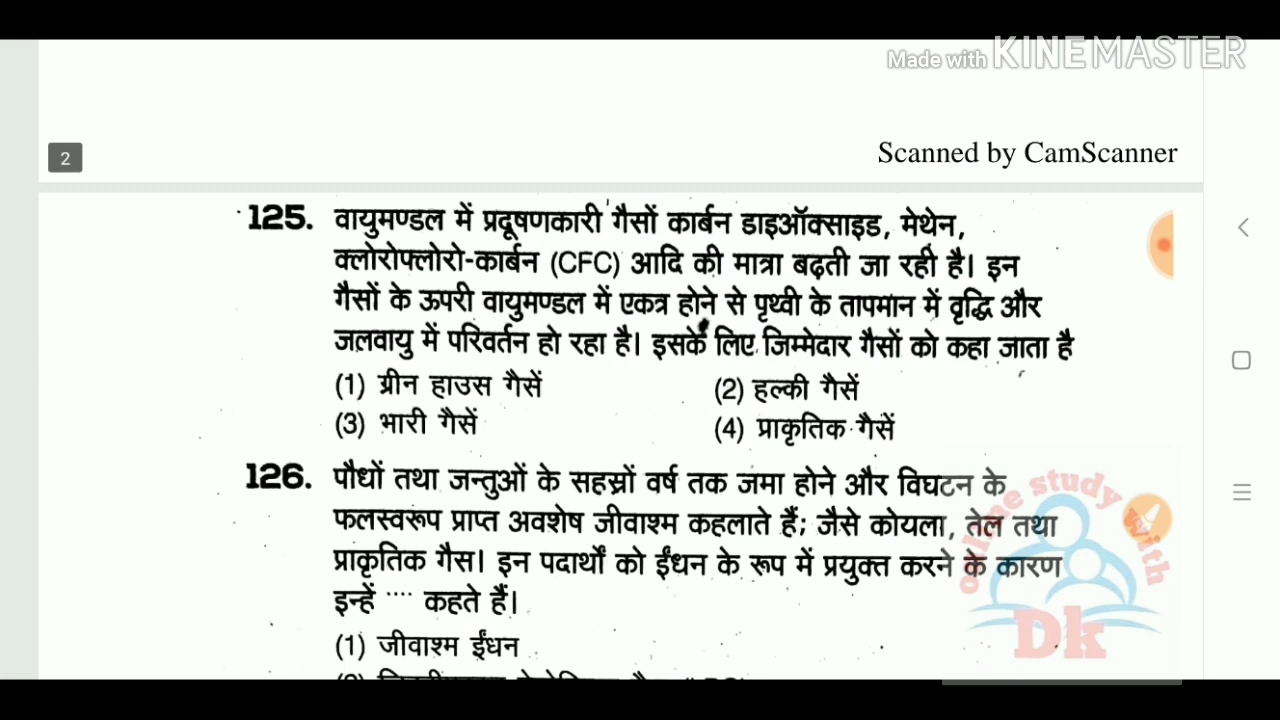 Made with KINEMASTER
2
Scanned by CamScanner
125. वायुमण्डल में प्रदूषणकारी गैसों कार्बन डाइऑक्साइड, मेथेन,
क्लोरोफ्लोरो-कार्बन (CFC) आदि की मात्रा बढ़ती जा रही है। इन
गैसों के ऊपरी वायुमण्डल में एकत्र होने से पृथ्वी के तापमान में वृद्धि और
जलवायु में परिवर्तन हो रहा है। इसके लिए जिम्मेदार गैसों को कहा जाता है
(1) ग्रीन हाउस गैसें (2) हल्की गैसें
(3) भारी गैसें (4) प्राकृतिक गैसें
126. पौधों तथा जन्तुओं के सहस्रों वर्ष तक जमा होने और विघटन के
फलस्वरूप प्राप्त अवशेष जीवाश्म कहलाते हैं; जैसे कोयला, तेल तथा
प्राकृतिक गैस। इन पदार्थों को ईंधन के रूप में प्रयुक्त करने के कारण
इन्हें .... कहते हैं।
(1) जीवाश्म ईंधन
online study with
Dk